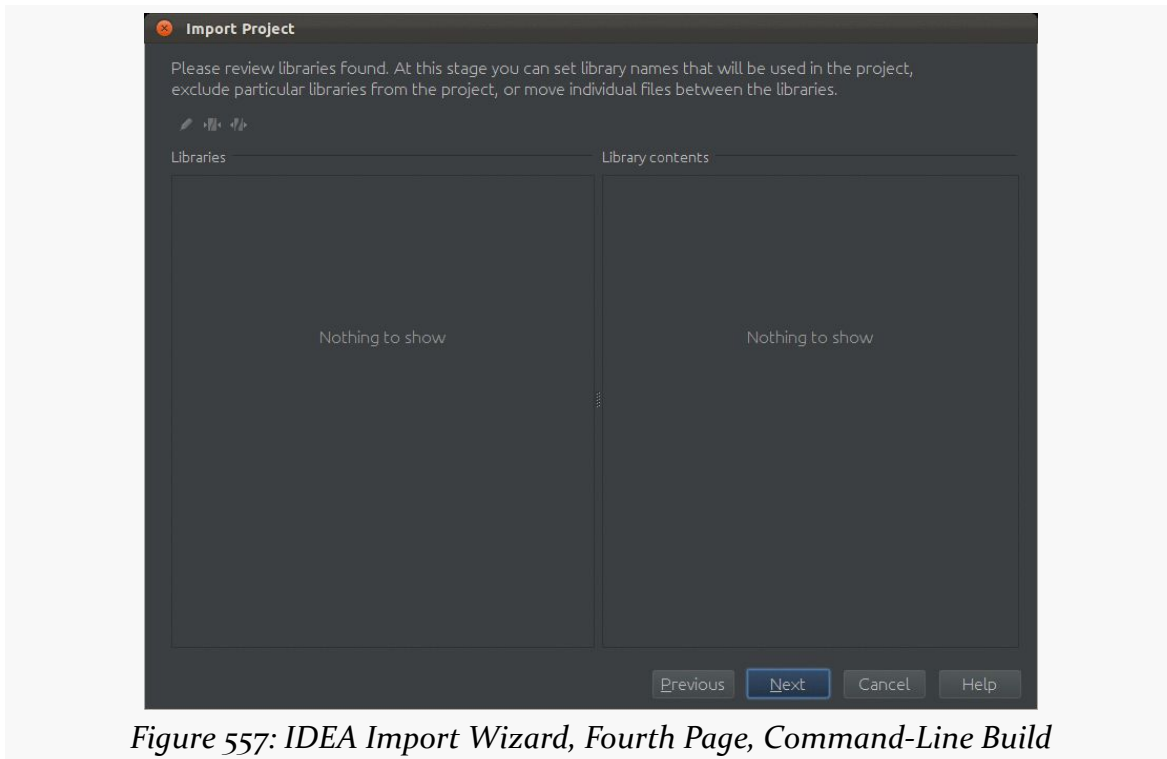 Import Project
Please review libraries found. At this stage you can set library names that will be used in the project,
exclude particular libraries from the project, or move individual files between the libraries.
Libraries
Library contents
Nothing to show
Nothing to show
Previous
Next
Cancel
Help
Figure 557: IDEA Import Wizard, Fourth Page, Command-Line Build